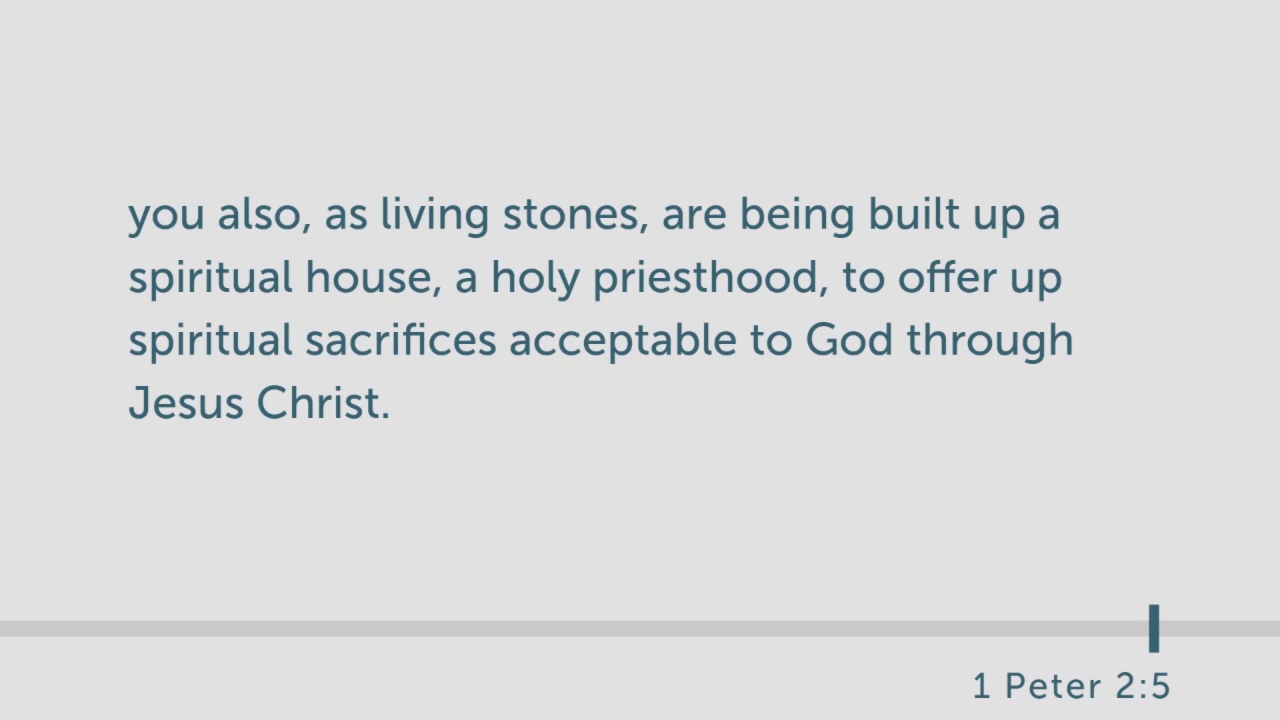 you also, as living stones, are being built up a
spiritual house, a holy priesthood, to offer up
spiritual sacrifices acceptable to God through
Jesus Christ.
1 Peter 2:5